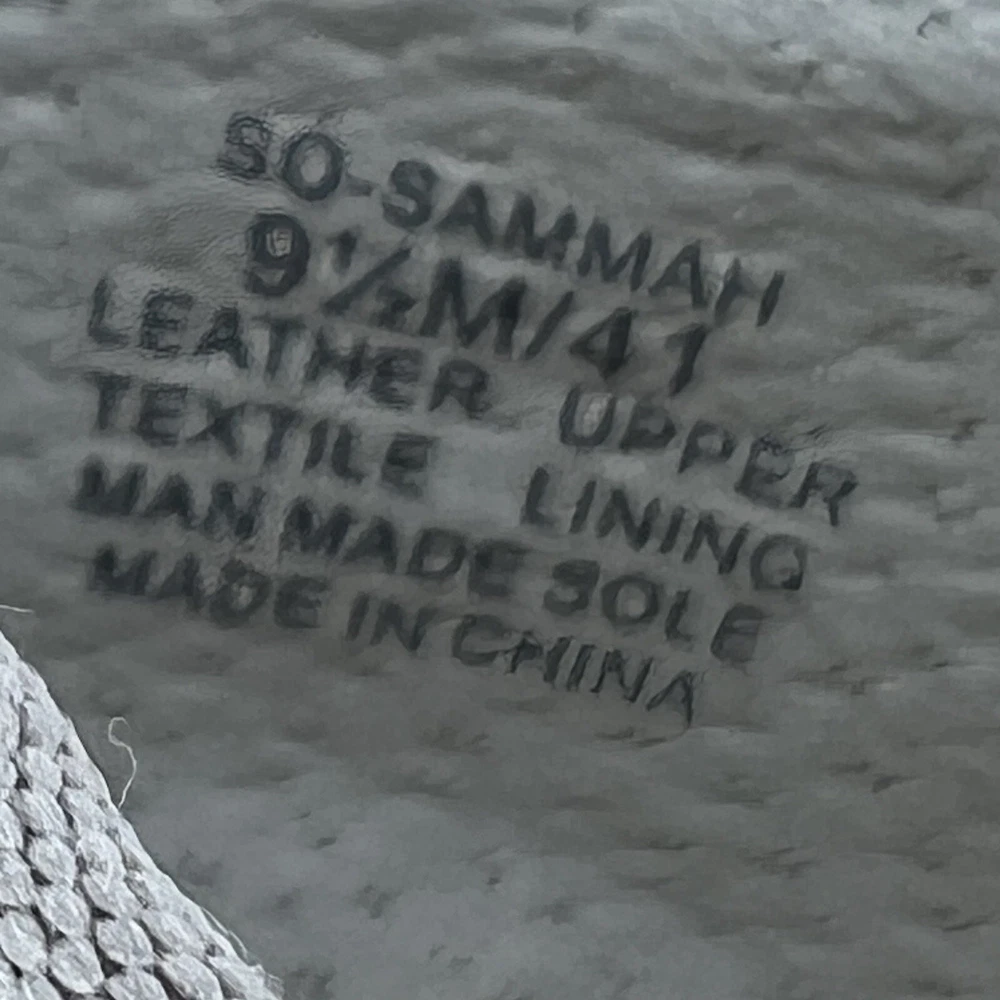 SO-SAMMAH
9½M/41
LEATHER UPPER
TEXTILE LINING
MAN MADE SOLE
MADE IN CHINA